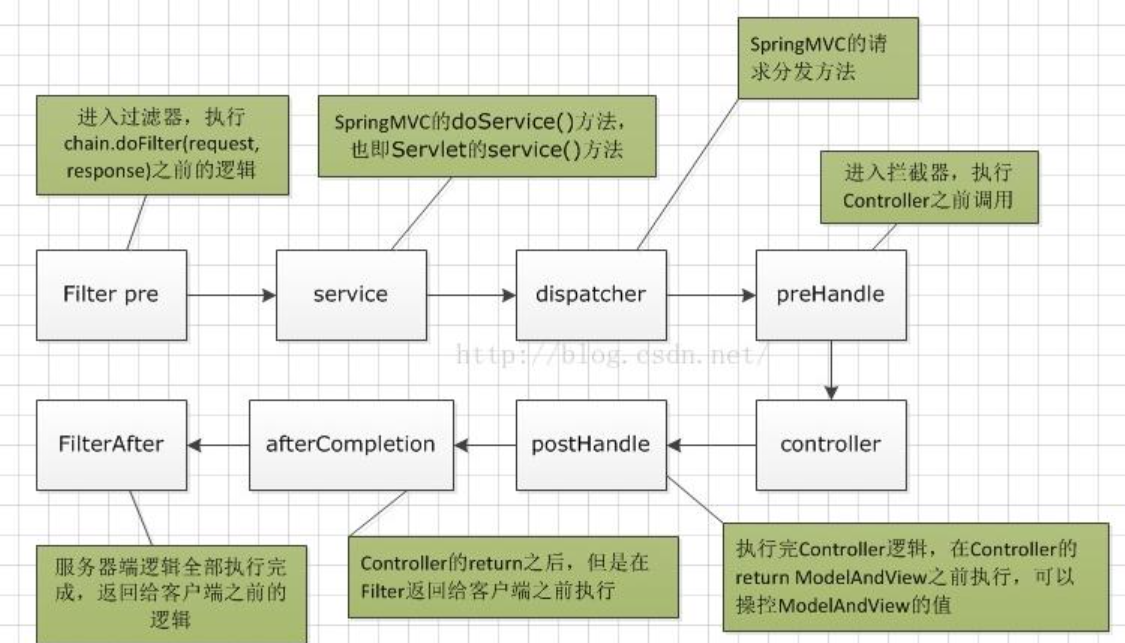 SpringMVC的请
求分发方法
进入过滤器，执行
chain.doFilter(request,
response)之前的逻辑
SpringMVC的doService()方法，
也即Servlet的service()方法
进入拦截器，执行
Controller之前调用
Filter pre
service
dispatcher
preHandle
http://blog.csdn.net/
FilterAfter
afterCompletion
postHandle
controller
服务器端逻辑全部执行完
成，返回给客户端之前的
逻辑
Controller的return之后，但是在
Filter返回给客户端之前执行
执行完Controller逻辑，在Controller的
return ModelAndView之前执行，可以
操控ModelAndView的值